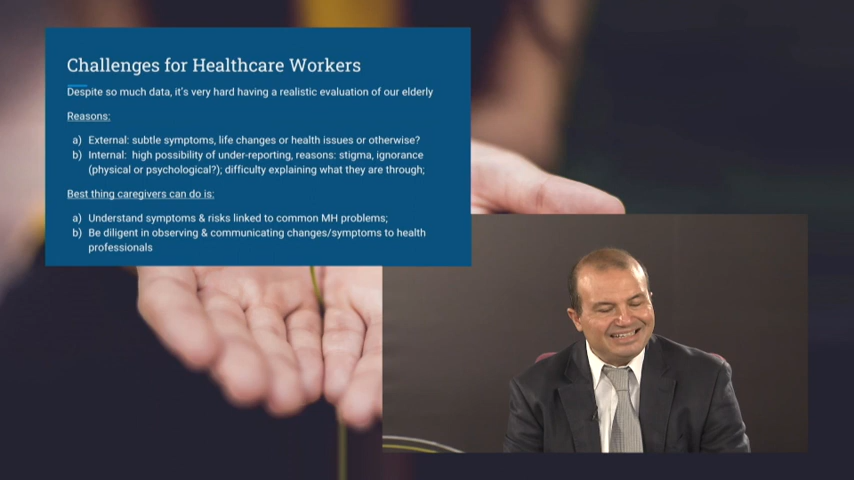 Challenges for Healthcare Workers
Despite so much data, it's very hard having a realistic evaluation of our elderly
Reasons:
a) External: subtle symptoms, life changes or health issues or otherwise?
b) Internal: high possibility of under-reporting, reasons: stigma, ignorance
(physical or psychological?); difficulty explaining what they are through;
Best thing caregivers can do is:
a) Understand symptoms & risks linked to common MH problems;
b) Be diligent in observing & communicating changes/symptoms to health
professionals